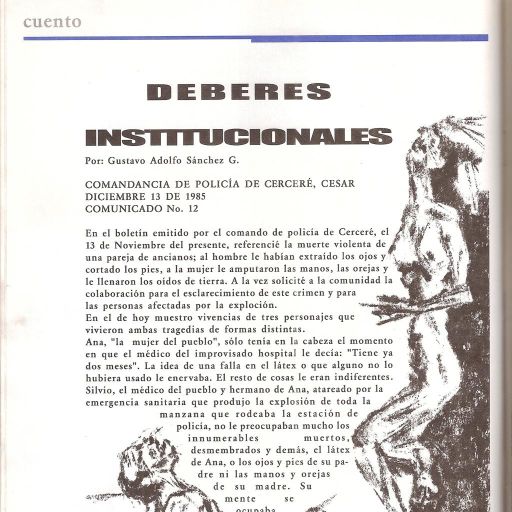 cuento
DEBERES
INSTITUCIONALES
Por: Gustavo Adolfo Sánchez G.
COMANDANCIA DE POLICÍA DE CERCERÉ, CESAR
DICIEMBRE 13 DE 1985
COMUNICADO No. 12
En el boletín emitido por el comando de policía de Cerceré, el
13 de Noviembre del presente, referencié la muerte violenta de
una pareja de ancianos; al hombre le habían extraído los ojos y
cortado los pies, a la mujer le amputaron las manos, las orejas y
le llenaron los oídos de tierra. A la vez solicité a la comunidad la
colaboración para el esclarecimiento de este crimen y para
las personas afectadas por la explosión.
En el de hoy muestro vivencias de tres personajes que
vivieron ambas tragedias de formas distintas.
Ana, "la mujer del pueblo", sólo tenía en la cabeza el momento
en que el médico del improvisado hospital le decía: "Tiene ya
dos meses". La idea de una falla en el látex o que alguno no lo
hubiera usado le enervaba. El resto de cosas le eran indiferentes.
Silvio, el médico del pueblo y hermano de Ana, atareado por la
emergencia sanitaria que produjo la explosión de toda la
manzana que rodeaba la estación de
policía, no le preocupaban mucho los
innumerables muertos,
desmembrados y demás, el látex
de Ana, o los ojos y pies de su pa-
dre ni las manos y orejas
de su madre. Su
mente se
ocupaba